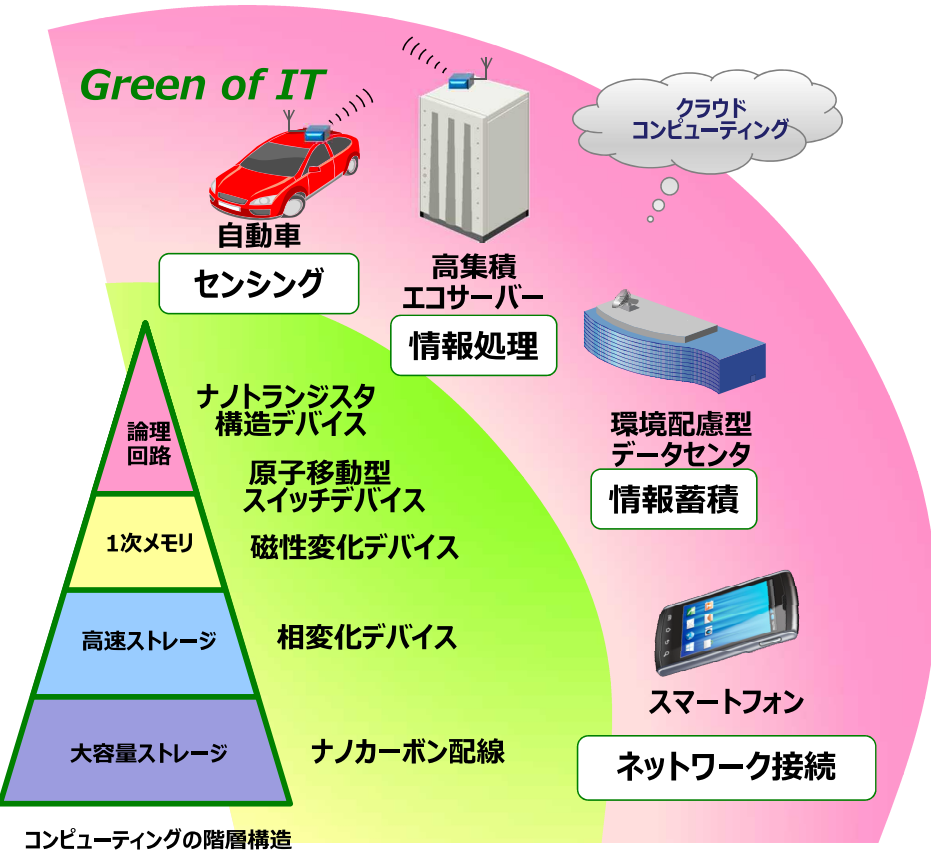 Green of IT
クラウド
コンピューティング
自動車
センシング
高集積
エコサーバー
情報処理
環境配慮型
データセンタ
情報蓄積
スマートフォン
ネットワーク接続
ナノトランジスタ
構造デバイス
原子移動型
スイッチデバイス
磁性変化デバイス
相変化デバイス
ナノカーボン配線
論理
回路
1次メモリ
高速ストレージ
大容量ストレージ
コンピューティングの階層構造